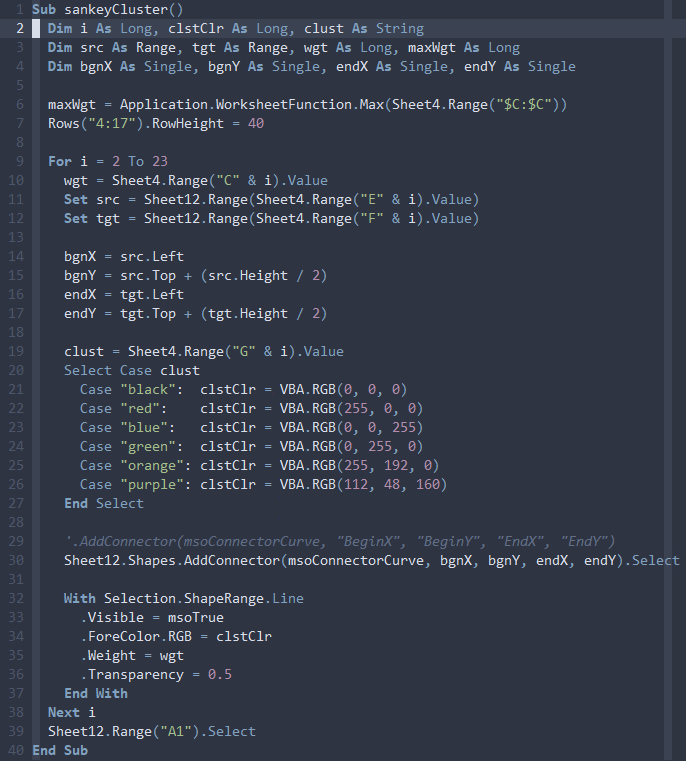 1 Sub sankeyCluster()
2 Dim i As Long, clstClr As Long, clust As String
3 Dim src As Range, tgt As Range, wgt As Long, maxWgt As Long
4 Dim bgnX As Single, bgnY As Single, endX As Single, endY As Single
5
6 maxWgt = Application.WorksheetFunction.Max(Sheet4.Range("$C:$C"))
7 Rows("4:17").RowHeight = 40
8
9 For i = 2 To 23
10 wgt = Sheet4.Range("C" & i).Value
11 Set src = Sheet12.Range(Sheet4.Range("E" & i).Value)
12 Set tgt = Sheet12.Range(Sheet4.Range("F" & i).Value)
13
14 bgnX = src.Left
15 bgnY = src.Top + (src.Height / 2)
16 endX = tgt.Left
17 endY = tgt.Top + (tgt.Height / 2)
18
19 clust = Sheet4.Range("G" & i).Value
20 Select Case clust
21 Case "black": clstClr = VBA.RGB(0, 0, 0)
22 Case "red": clstClr = VBA.RGB(255, 0, 0)
23 Case "blue": clstClr = VBA.RGB(0, 0, 255)
24 Case "green": clstClr = VBA.RGB(0, 255, 0)
25 Case "orange": clstClr = VBA.RGB(255, 192, 0)
26 Case "purple": clstClr = VBA.RGB(112, 48, 160)
27 End Select
28
29 '.AddConnector(msoConnectorCurve, "BeginX", "BeginY", "EndX", "EndY")
30 Sheet12.Shapes.AddConnector(msoConnectorCurve, bgnX, bgnY, endX, endY).Select
31
32 With Selection.ShapeRange.Line
33 .Visible = msoTrue
34 .ForeColor.RGB = clstClr
35 .Weight = wgt
36 .Transparency = 0.5
37 End With
38 Next i
39 Sheet12.Range("A1").Select
40 End Sub